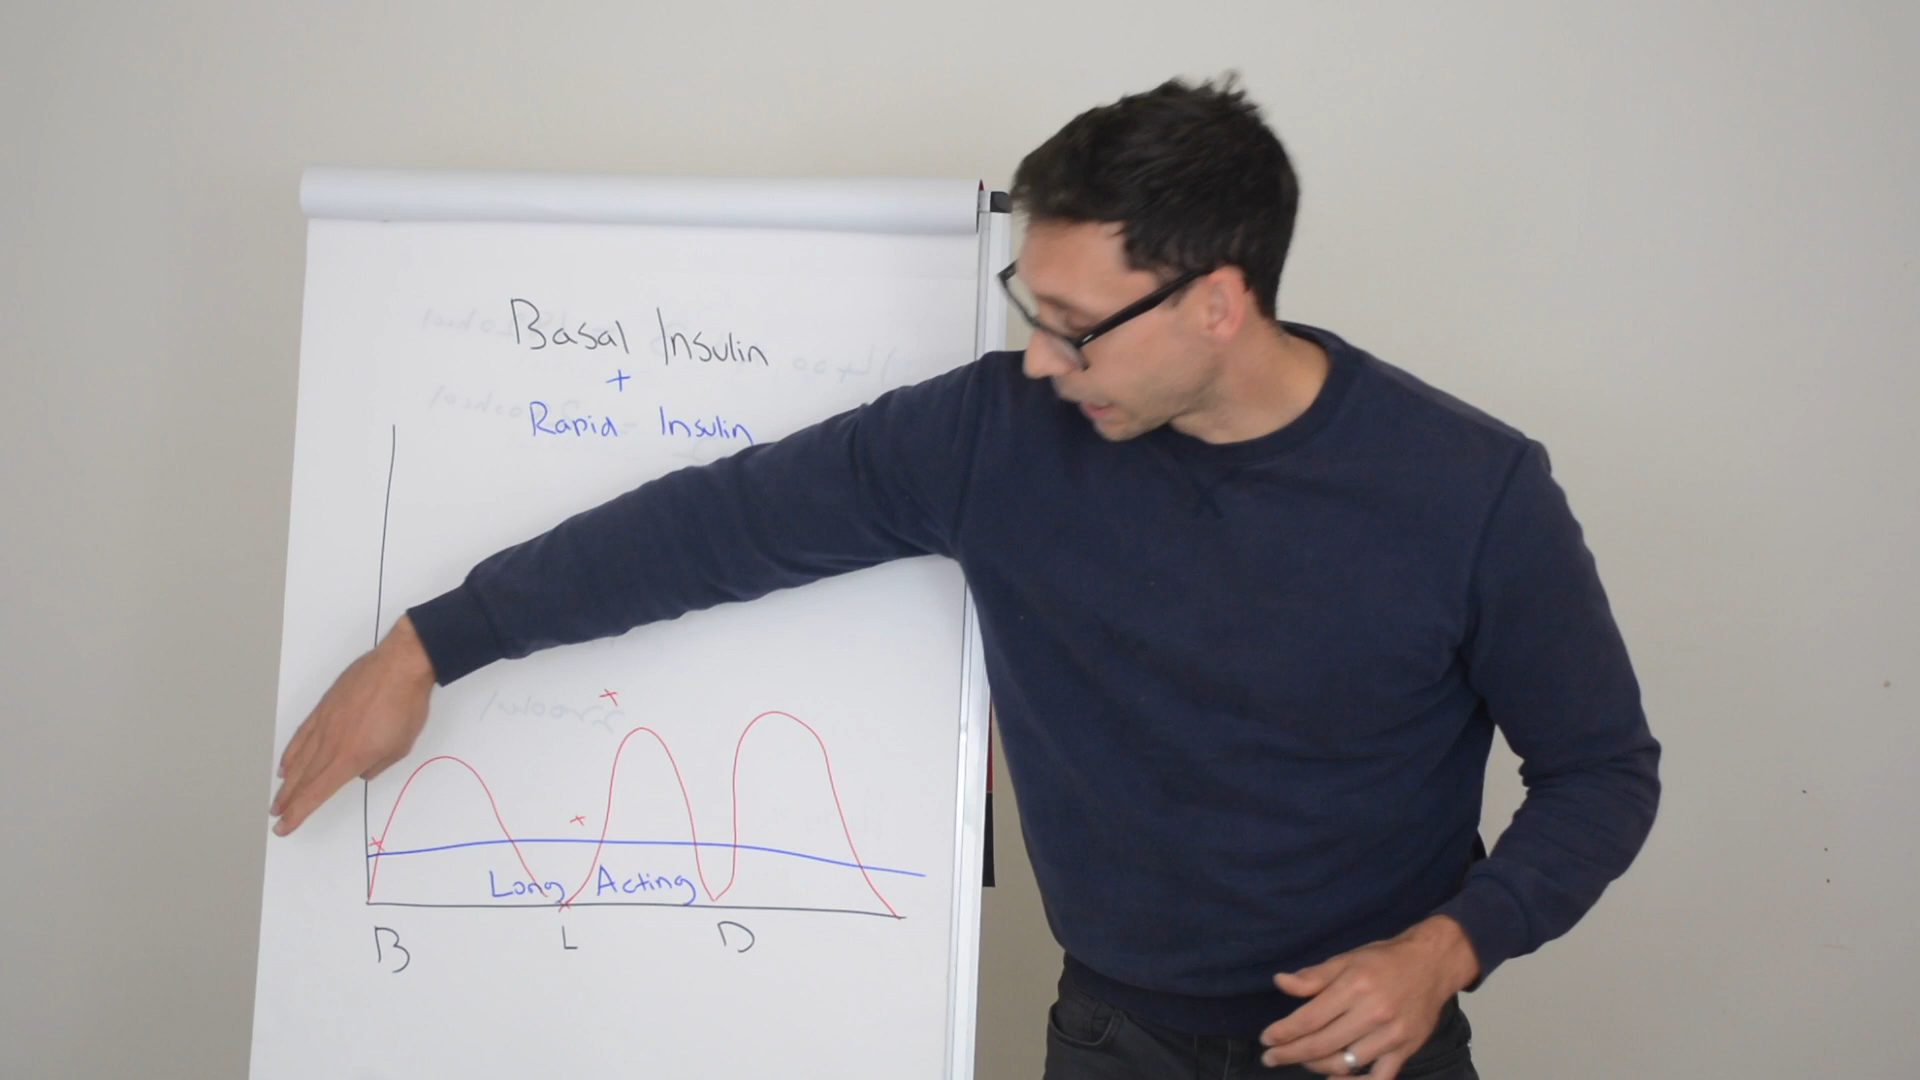 Basal Insulin
+
Rapid Insulin
Long Acting
B L D